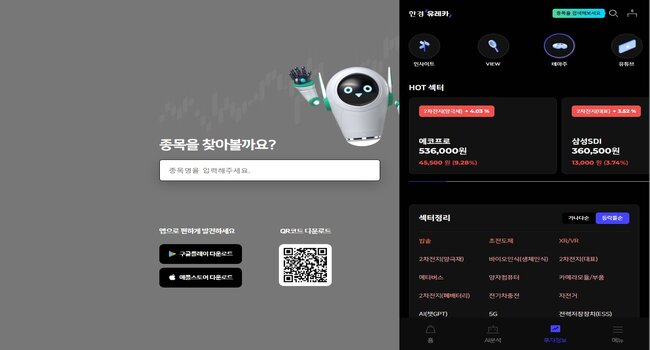 종목을 찾아볼까요?
종목명을 입력해주세요.
앱으로 편하게 발견하세요
QR코드 다운로드
구글플레이 다운로드
애플스토어 다운로드
한경 유레카
종목을 검색해보세요
인사이트
VIEW
테마주
유튜브
HOT 섹터
2차전지(양극재) + 4.03 %
2차전지(대표) + 3.52 %
에코프로
삼성SDI
536,000원
360,500원
45,500 원 (9.28%)
13,000 원 (3.74%)
섹터정리
가나다순
등락률순
밥솥
초전도체
XR/VR
2차전지(양극재)
바이오인식(생체인식)
2차전지(대표)
메타버스
양자컴퓨터
카메라모듈/부품
2차전지(폐배터리)
전기차충전
자전거
AI(챗GPT)
5G
전력저장장치(ESS)
홈
AI분석
투자정보
메뉴